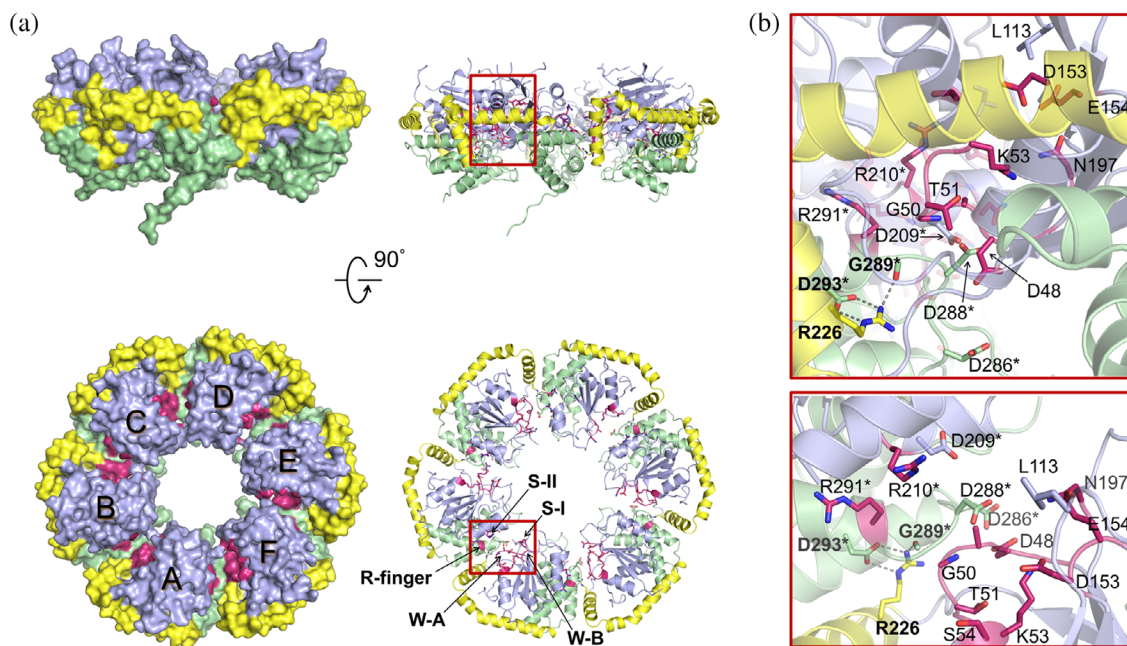 (a)
90°
C
D
B
E
A
F
S-II
S-I
R-finger
W-A
W-B
(b)
L113
D153
E154
K53
N197
R210*
T51
R291*
G50
D209*
G289*
D293*
D48
D288*
R226
D286*
D209*
L113
N197
R291*
R210*
D288*
E154
D286*
G289*
D293*
D48
G50
D153
T51
R226
S54
K53